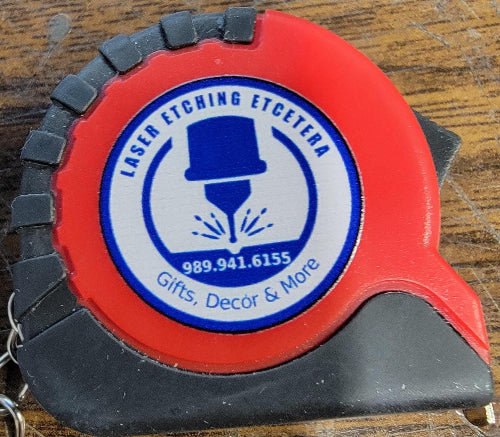 LASER ETCHING ETCETERA
989.941.6155
Gifts, Decor & More